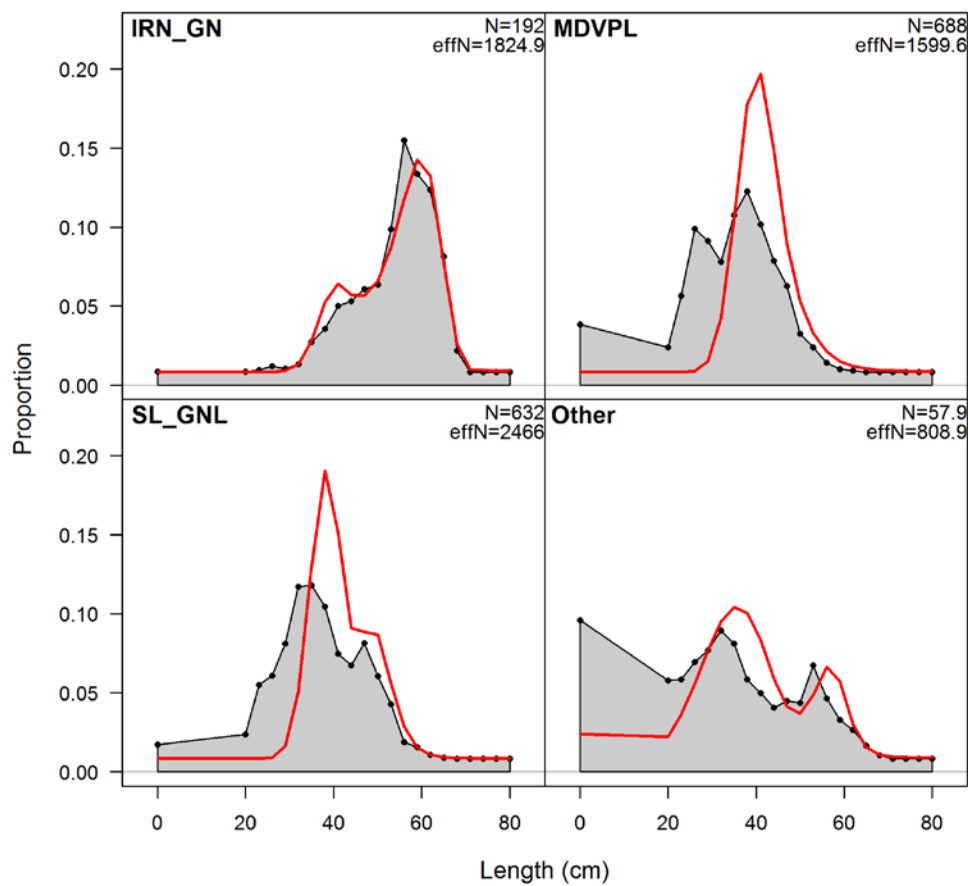 IRN_GN
N=192
effN=1824.9
MDVPL
N=688
effN=1599.6
0.20
0.15
0.10
0.05
0.00
SL_GNL
N=632
effN=2466
Other
N=57.9
effN=808.9
0.20
0.15
0.10
0.05
0.00
Proportion
0 20 40 60 80
0 20 40 60 80
Length (cm)